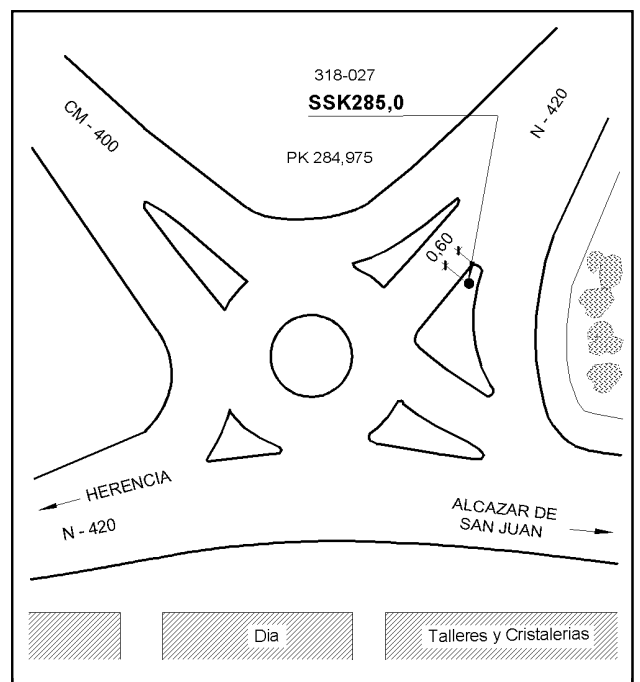 318-027
SSK285,0
PK 284,975
CM - 400
N - 420
0,60
HERENCIA
N - 420
ALCAZAR DE
SAN JUAN
Dia
Talleres y Cristalerias